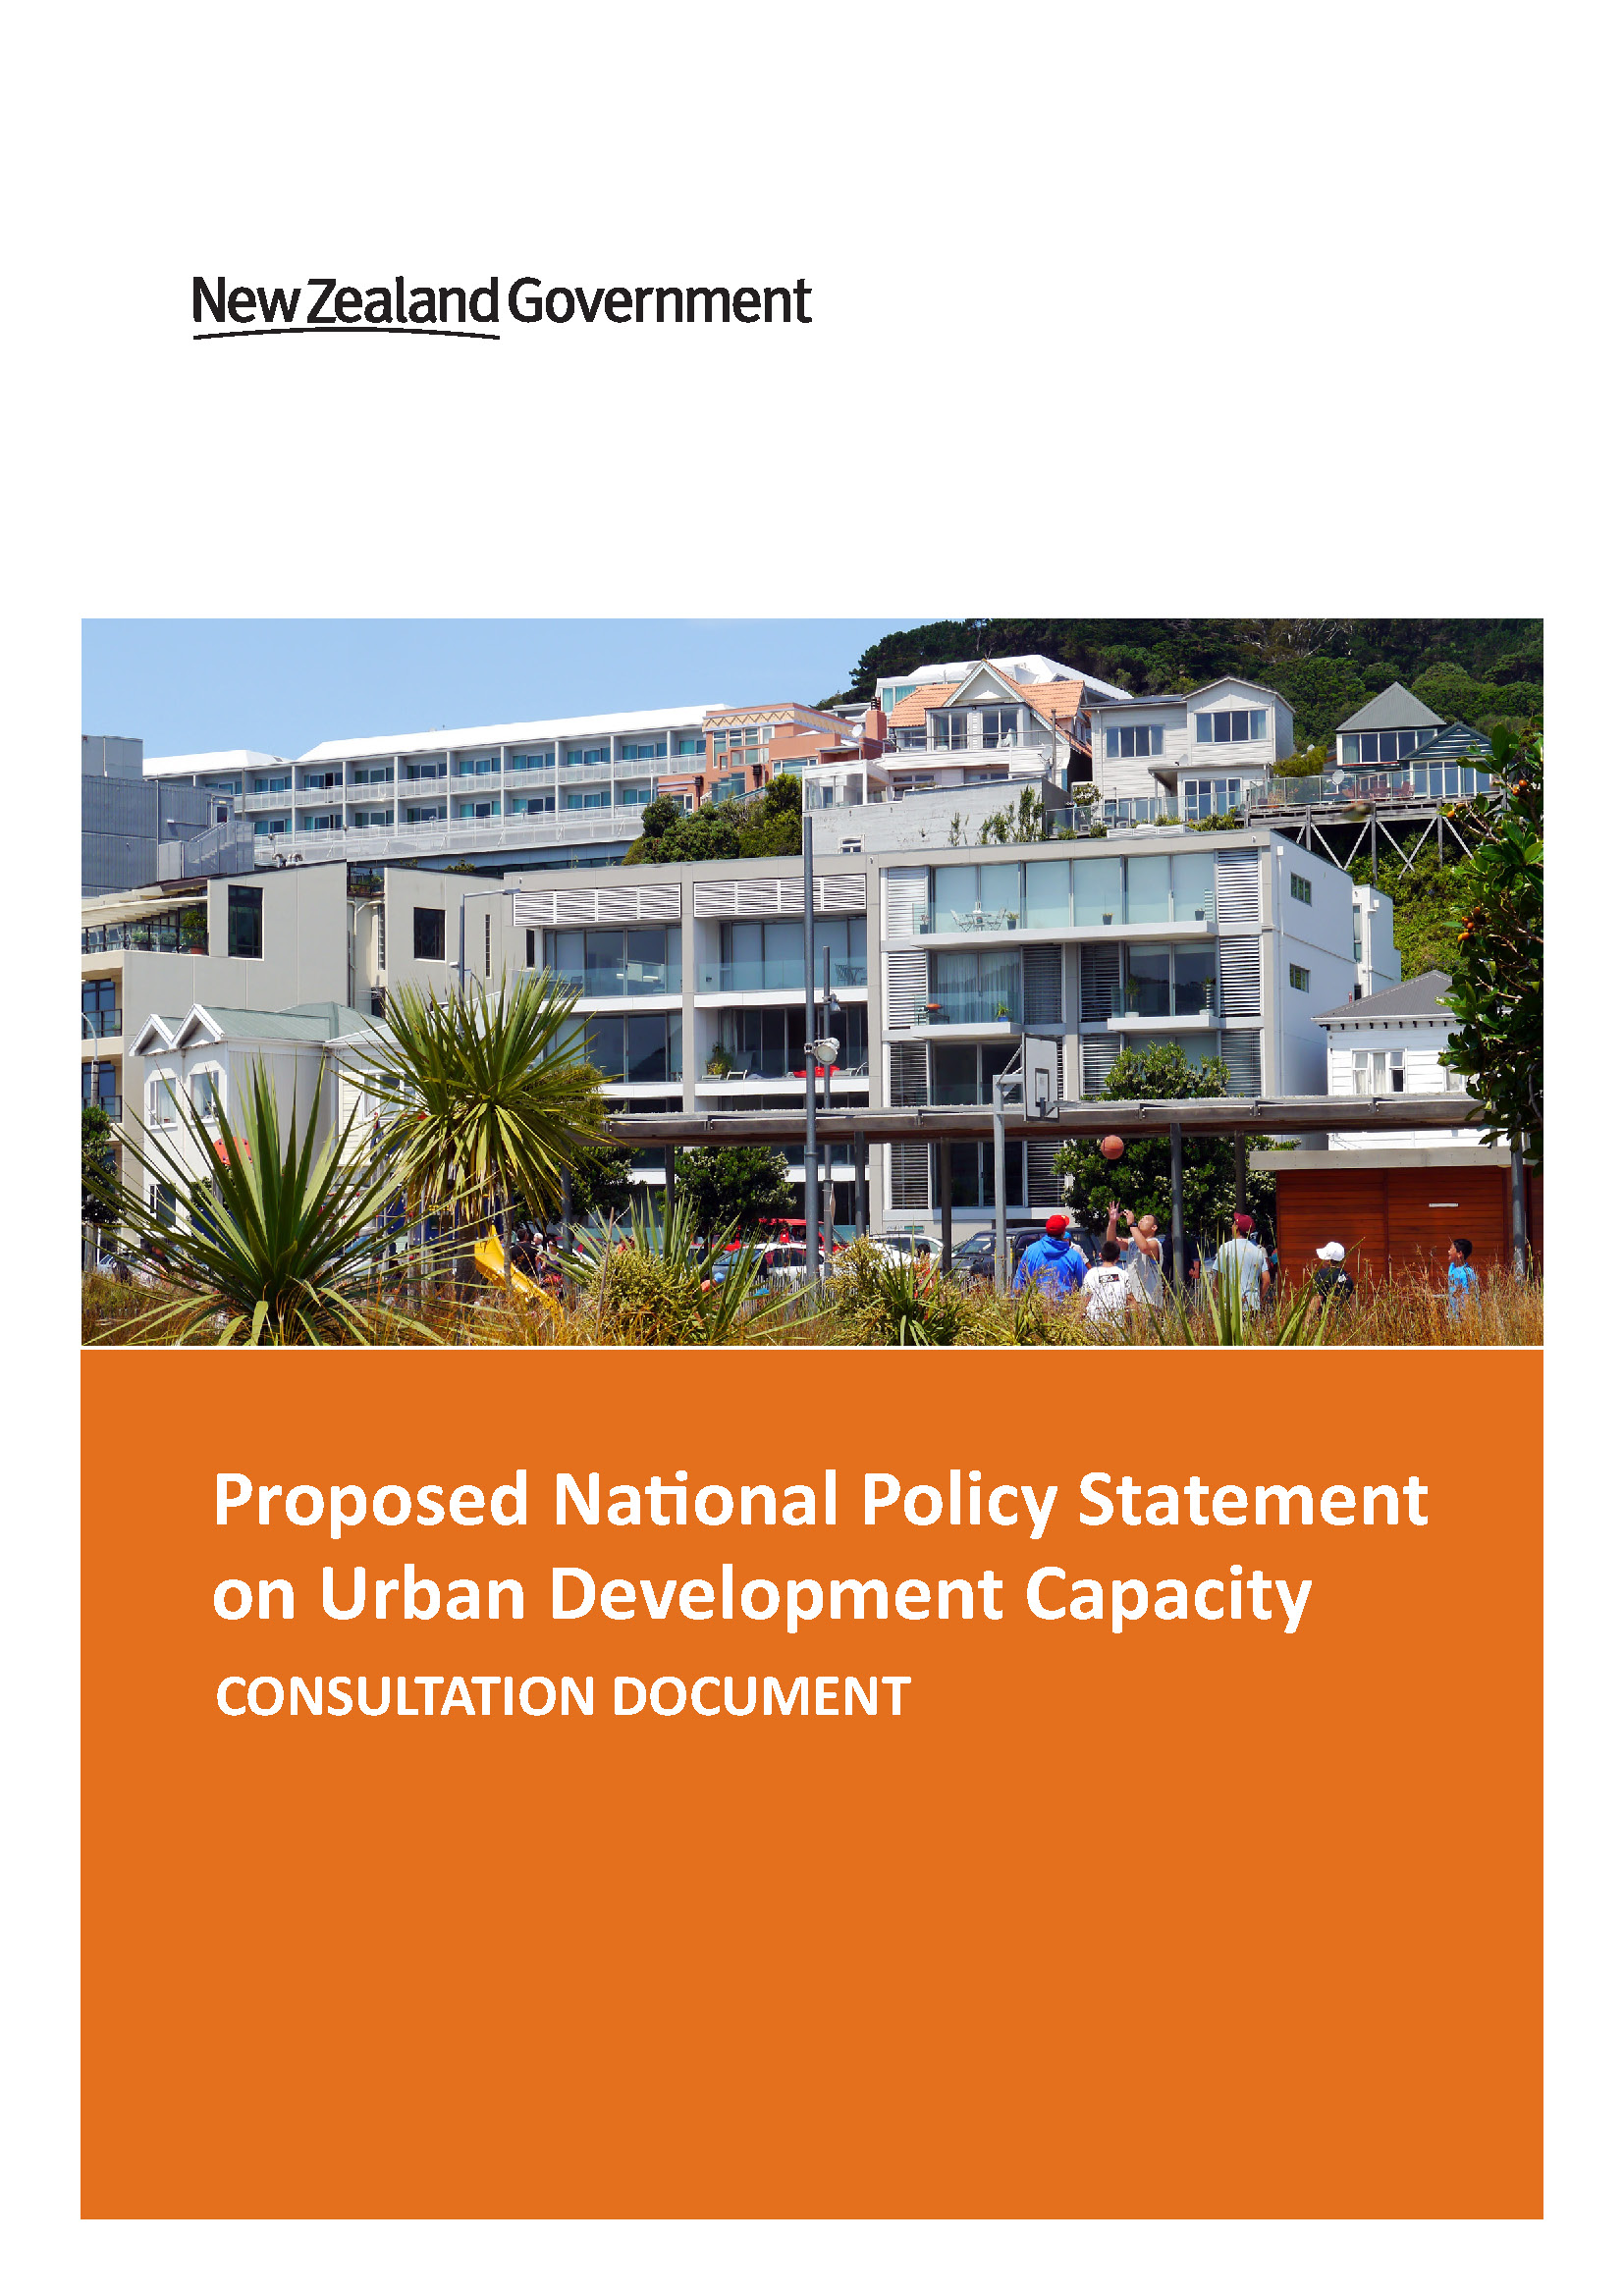 New Zealand Government
Proposed National Policy Statement
on Urban Development Capacity
CONSULTATION DOCUMENT